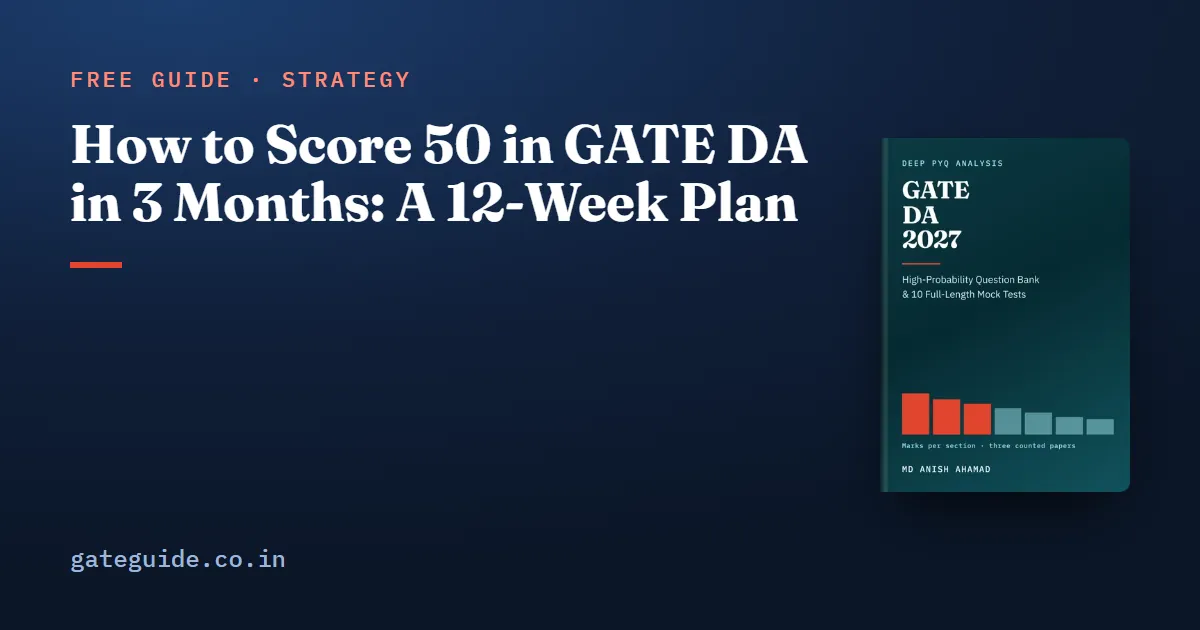 FREE GUIDE · STRATEGY
How to Score 50 in GATE DA
in 3 Months: A 12-Week Plan
DEEP PYQ ANALYSIS
GATE
DA
2027
High-Probability Question Bank
& 10 Full-Length Mock Tests
Marks per section · three counted papers
MD ANISH AHAMAD
gateguide.co.in